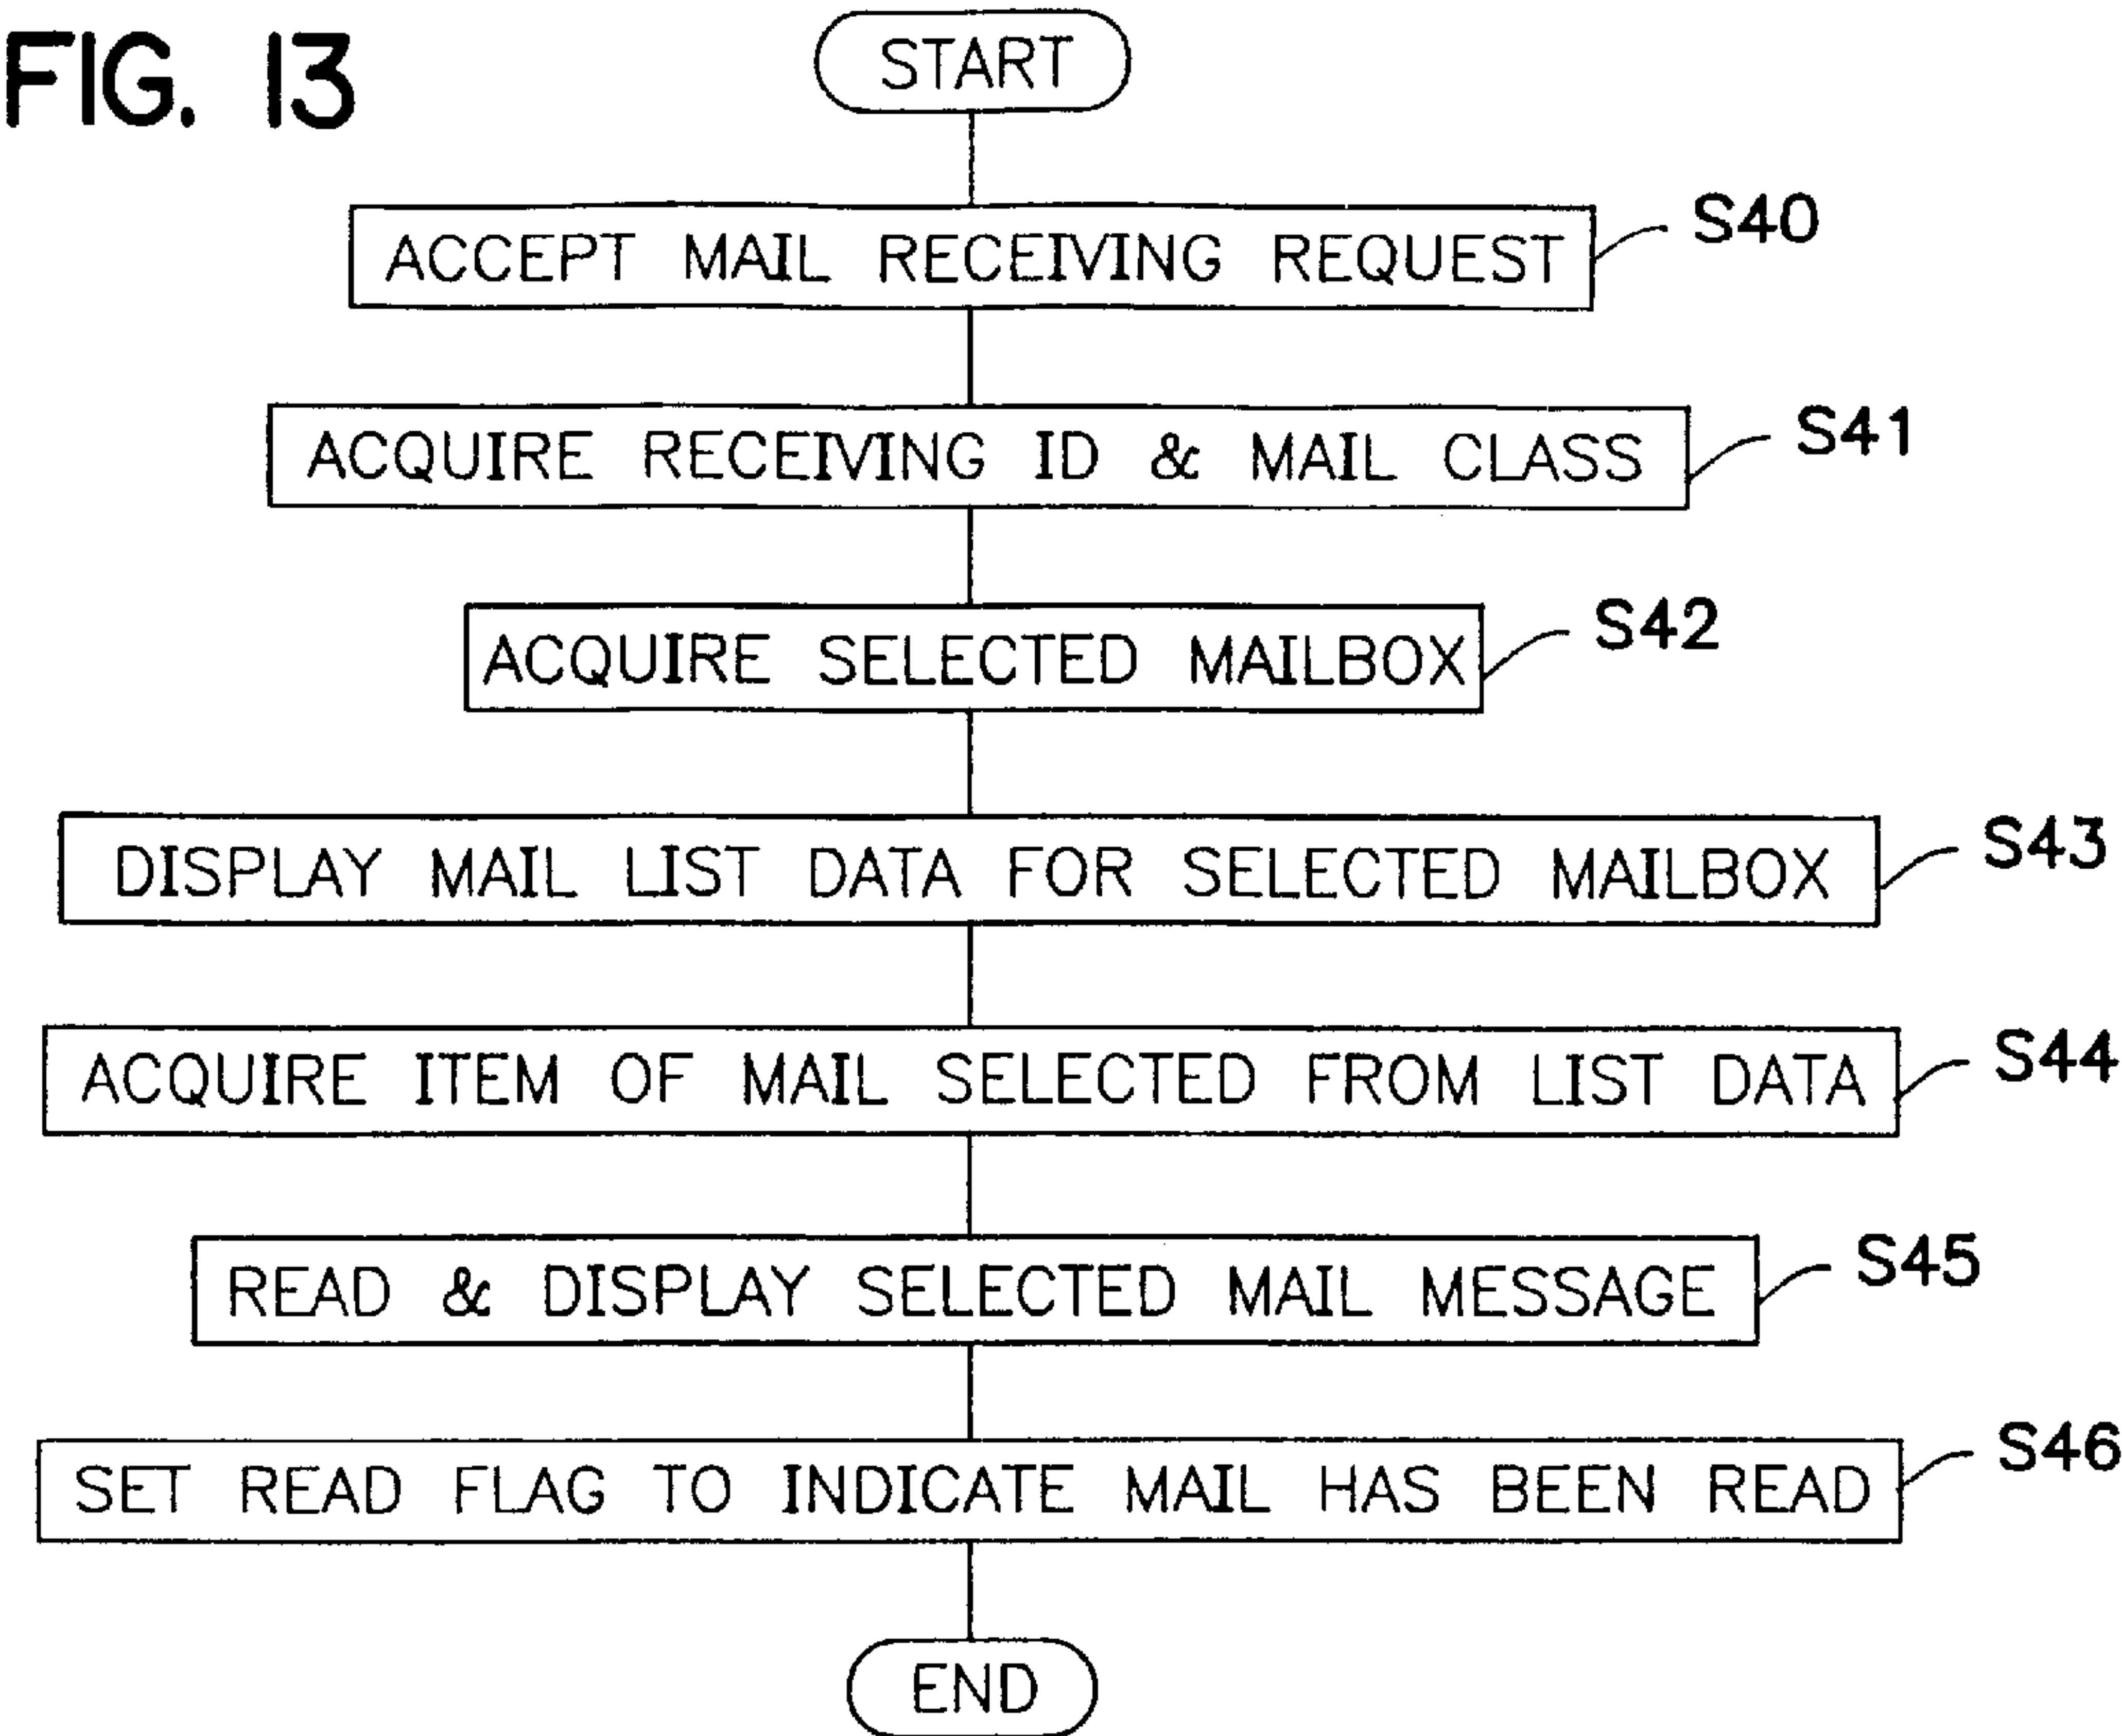 FIG. 13
START
ACCEPT MAIL RECEIVING REQUEST
S40
ACQUIRE RECEIVING ID & MAIL CLASS
S41
ACQUIRE SELECTED MAILBOX
S42
DISPLAY MAIL LIST DATA FOR SELECTED MAILBOX
S43
ACQUIRE ITEM OF MAIL SELECTED FROM LIST DATA
S44
READ & DISPLAY SELECTED MAIL MESSAGE
S45
SET READ FLAG TO INDICATE MAIL HAS BEEN READ
S46
END